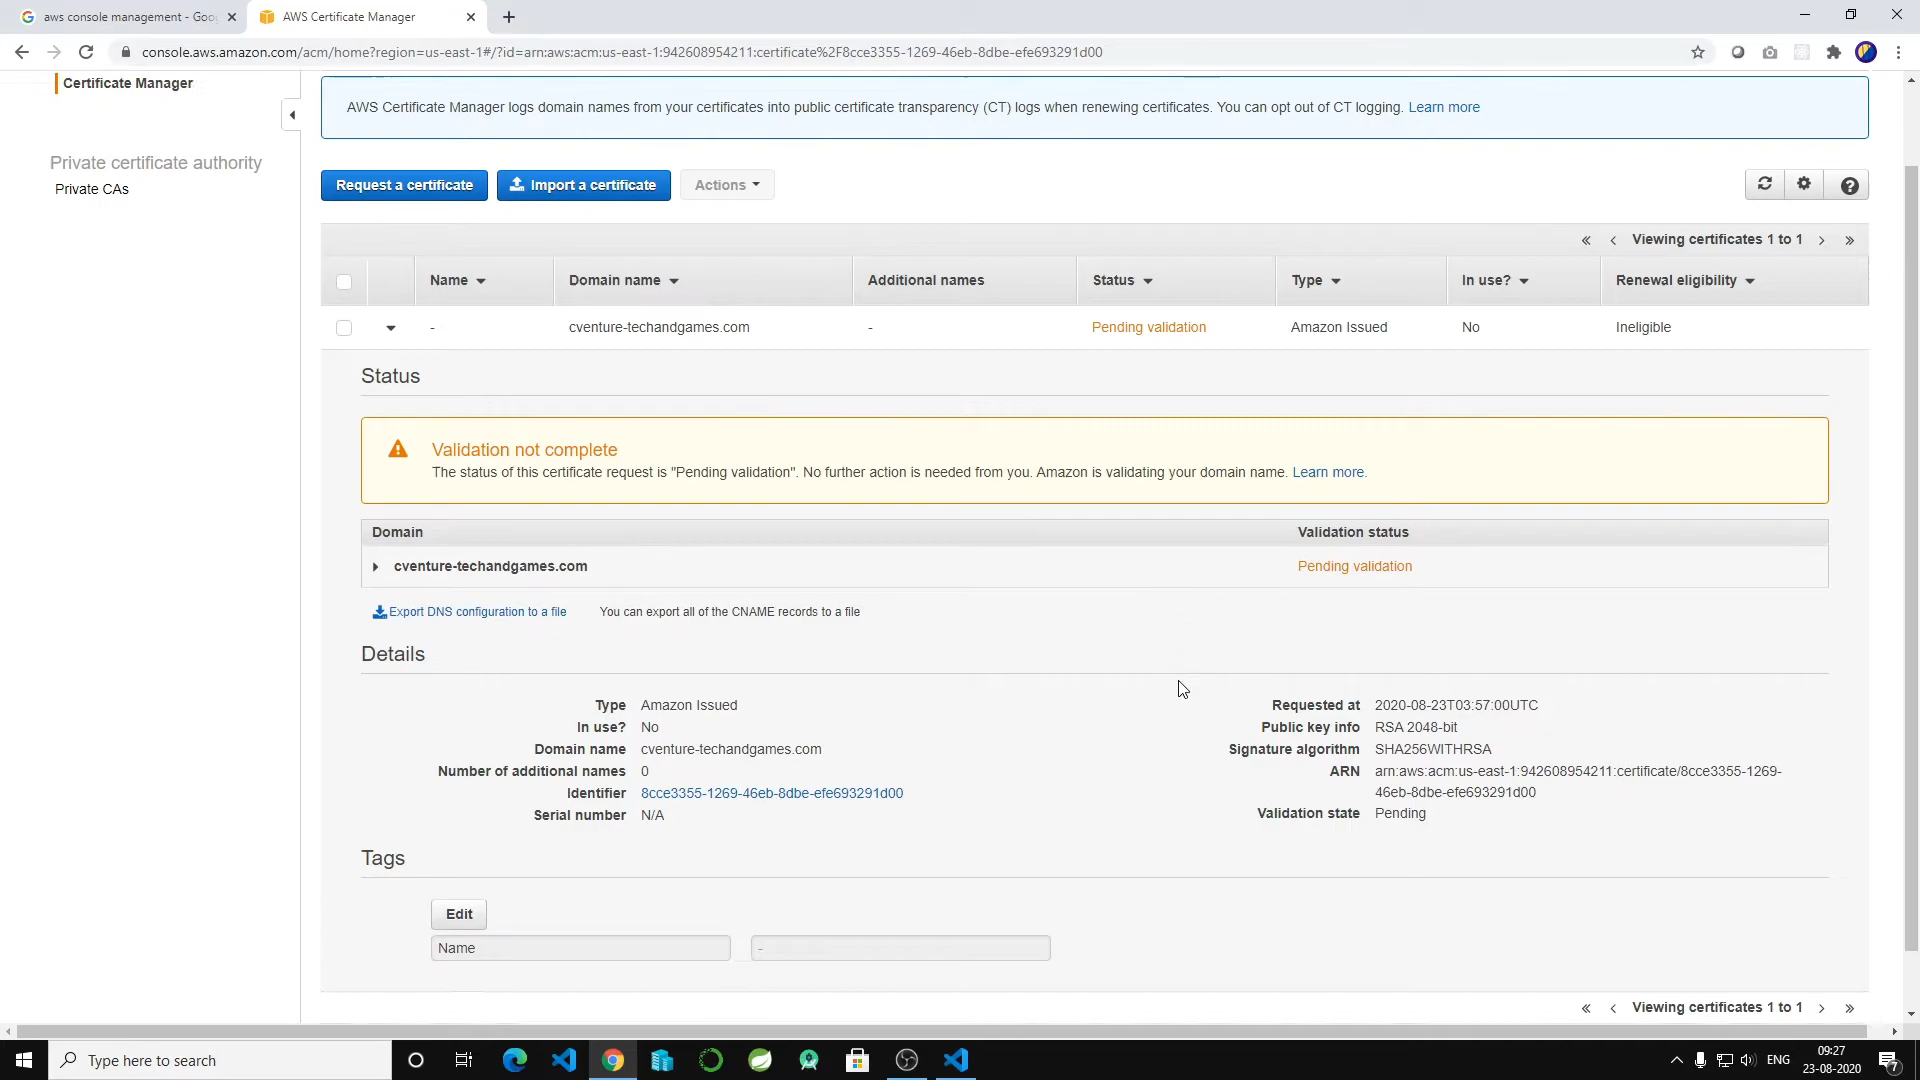 aws console management - Goo
AWS Certificate Manager
console.aws.amazon.com/acm/home?region=us-east-1#/?id=arn:aws:acm:us-east-1:942608954211:certificate%2F8cce3355-1269-46eb-8dbe-efe693291d00
Certificate Manager
Private certificate authority
Private CAs
AWS Certificate Manager logs domain names from your certificates into public certificate transparency (CT) logs when renewing certificates. You can opt out of CT logging. Learn more
Request a certificate Import a certificate Actions
Viewing certificates 1 to 1
Name Domain name Additional names Status Type In use? Renewal eligibility
- cventure-techandgames.com - Pending validation Amazon Issued No Ineligible
Status
Validation not complete
The status of this certificate request is "Pending validation". No further action is needed from you. Amazon is validating your domain name. Learn more.
Domain Validation status
cventure-techandgames.com Pending validation
Export DNS configuration to a file You can export all of the CNAME records to a file
Details
Type Amazon Issued
In use? No
Domain name cventure-techandgames.com
Number of additional names 0
Identifier 8cce3355-1269-46eb-8dbe-efe693291d00
Serial number N/A
Requested at 2020-08-23T03:57:00UTC
Public key info RSA 2048-bit
Signature algorithm SHA256WITHRSA
ARN arn:aws:acm:us-east-1:942608954211:certificate/8cce3355-1269-
46eb-8dbe-efe693291d00
Validation state Pending
Tags
Edit
Name -
Viewing certificates 1 to 1
Type here to search
ENG
09:27
23-08-2020
7